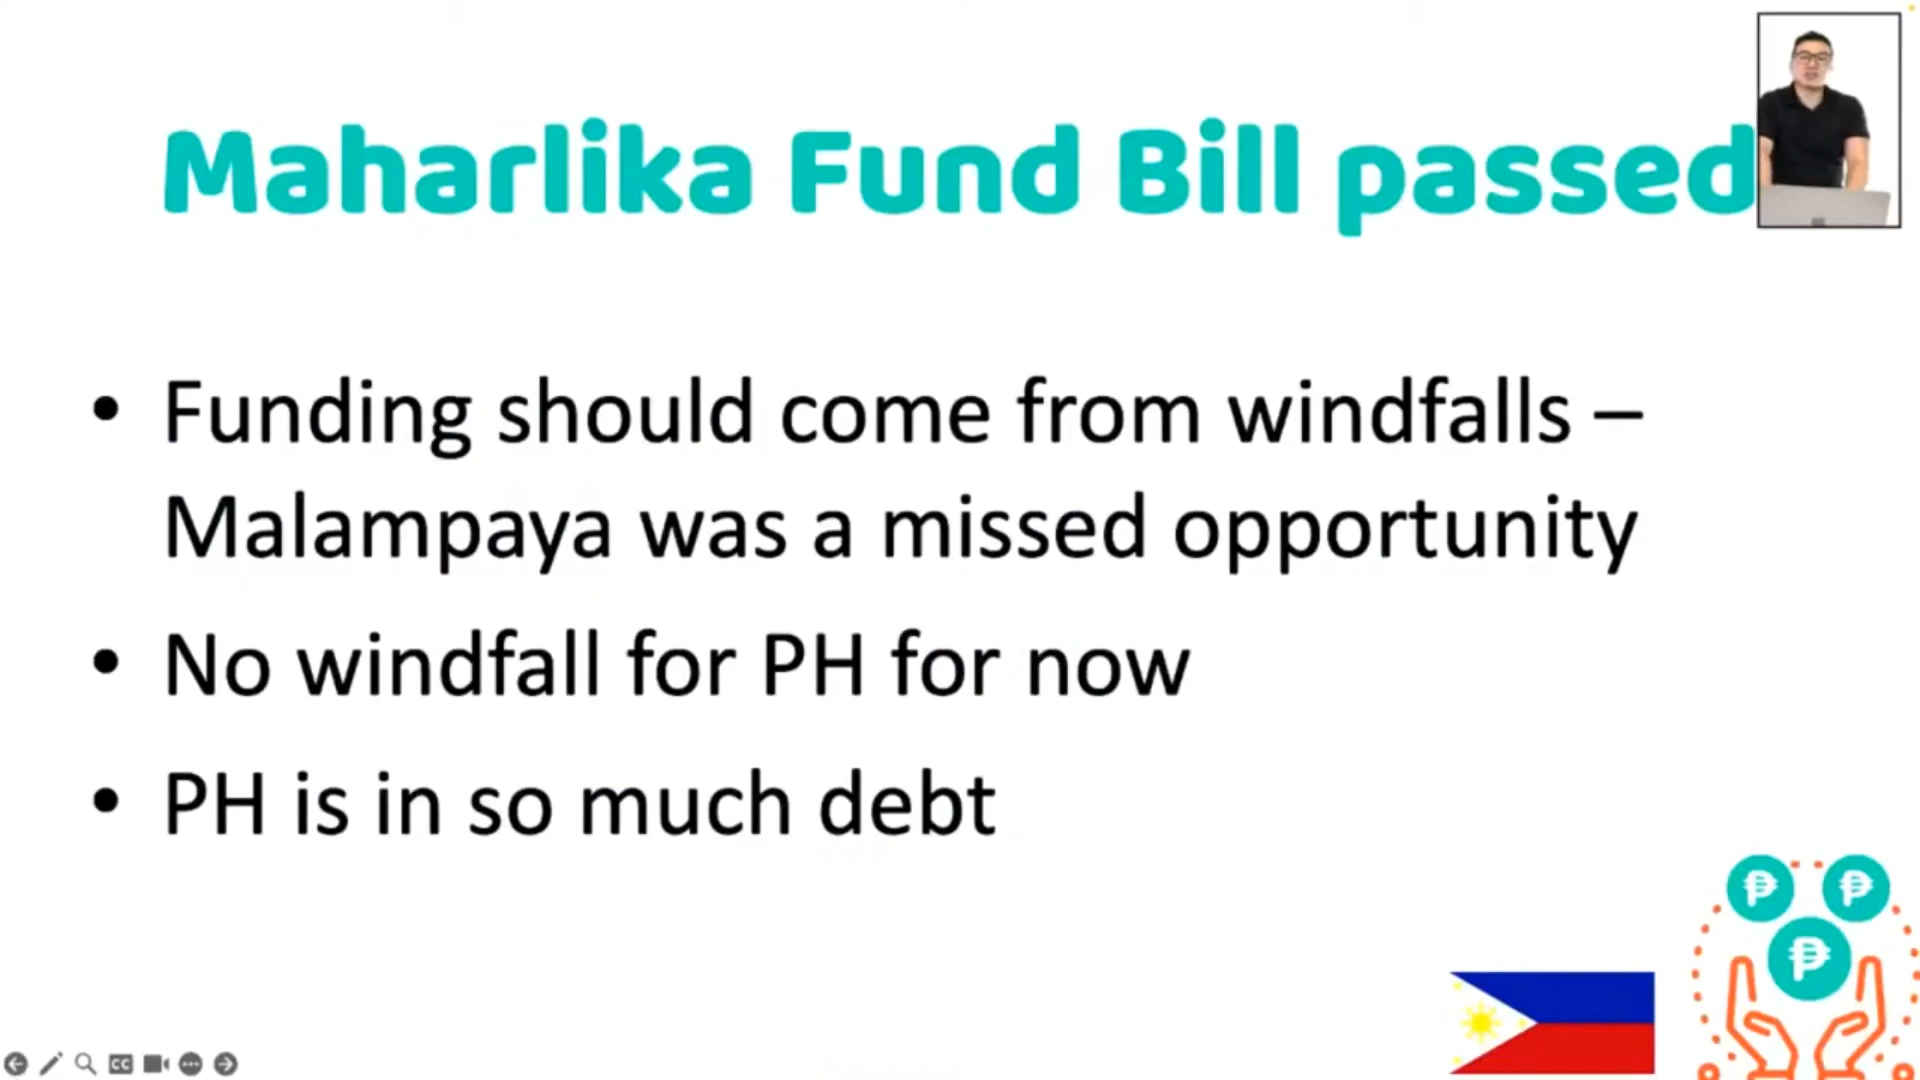 Maharlika Fund Bill passed
• Funding should come from windfalls –
Malampaya was a missed opportunity
• No windfall for PH for now
• PH is in so much debt
₱ ₱
₱
CC